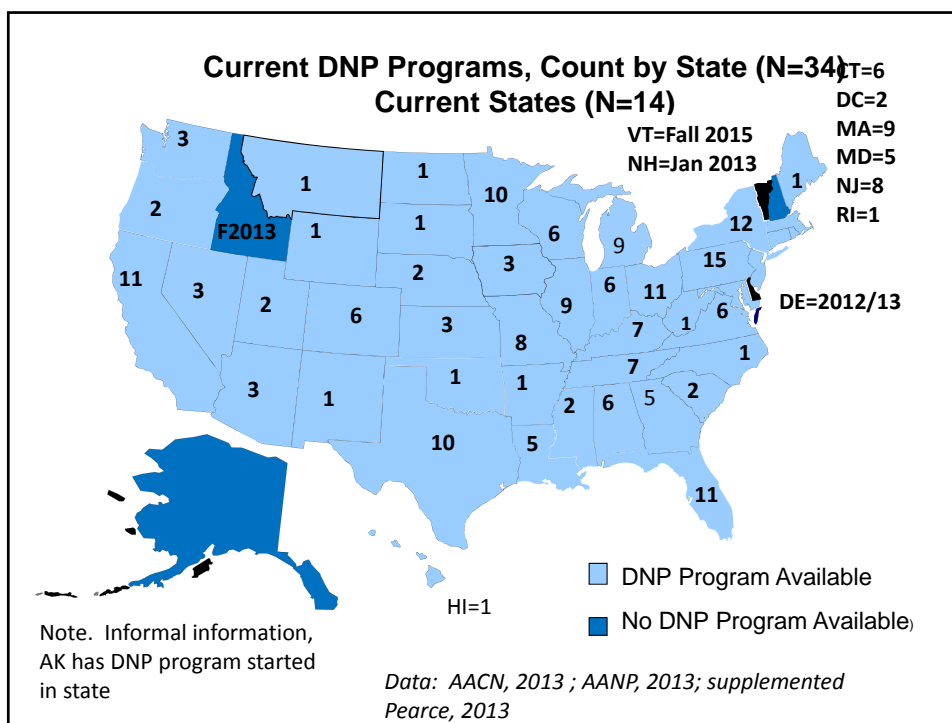 Current DNP Programs, Count by State (N=34)
Current States (N=14)
CT=6
DC=2
MA=9
MD=5
NJ=8
RI=1
VT=Fall 2015
NH=Jan 2013
3
1
1
10
1
2
F2013
1
1
6
9
12
11
3
2
6
2
3
3
9
6
11
15
DE=2012/13
8
7
1
6
3
1
1
1
7
1
10
5
2
6
5
2
11
HI=1
DNP Program Available
No DNP Program Available)
Note. Informal information,
AK has DNP program started
in state
Data: AACN, 2013 ; AANP, 2013; supplemented
Pearce, 2013